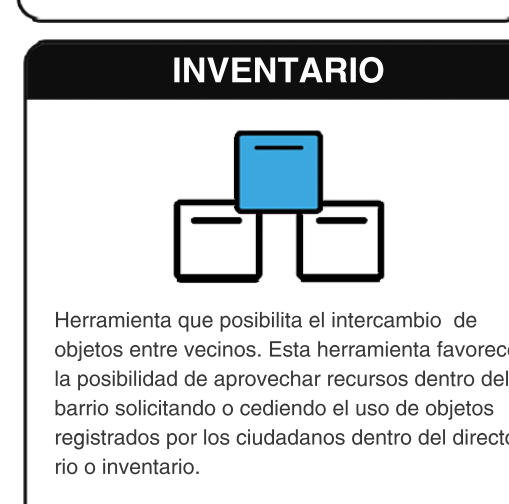 INVENTARIO
Herramienta que posibilita el intercambio de
objetos entre vecinos. Esta herramienta favorec
la posibilidad de aprovechar recursos dentro del
barrio solicitando o cediendo el uso de objetos
registrados por los ciudadanos dentro del direct
rio o inventario.